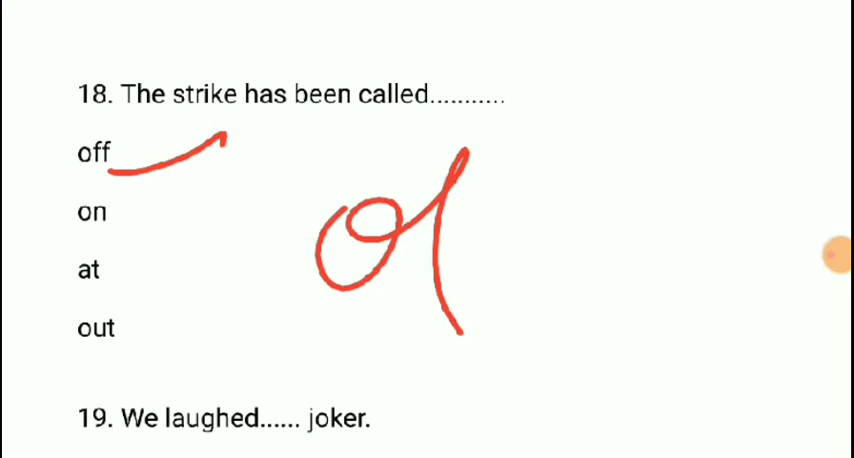 18. The strike has been called...........
off
on
at
out
19. We laughed...... joker.